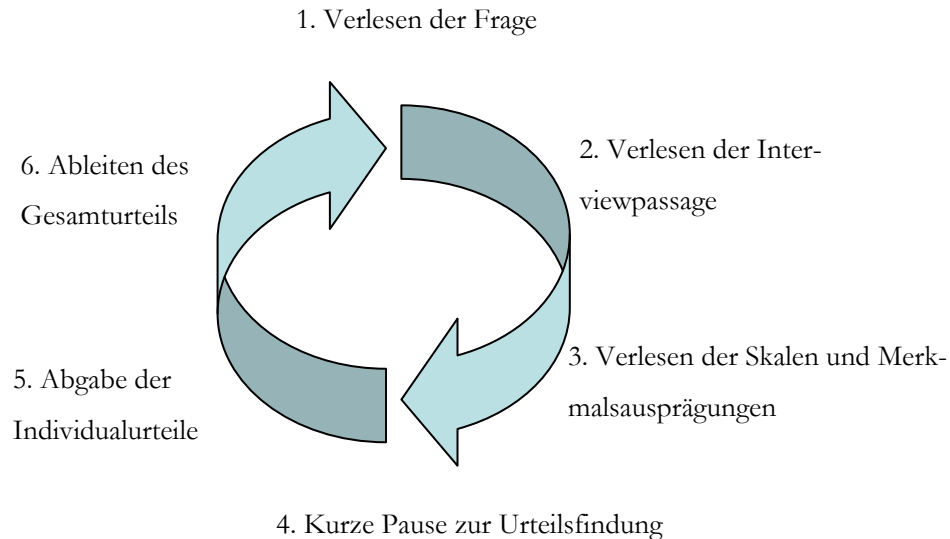 1. Verlesen der Frage
2. Verlesen der Inter-
viewpassage
3. Verlesen der Skalen und Merk-
malsausprägungen
4. Kurze Pause zur Urteilsfindung
5. Abgabe der
Individualurteile
6. Ableiten des
Gesamturteils